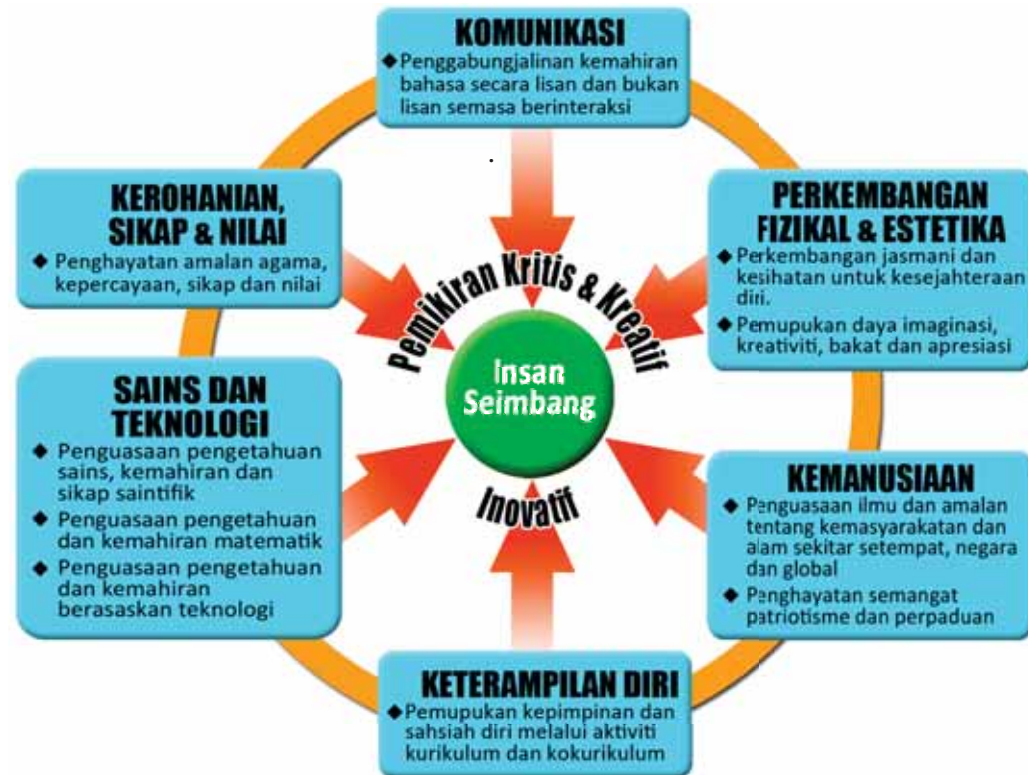 KOMUNIKASI
◆ Penggabungjalinan kemahiran
bahasa secara lisan dan bukan
lisan semasa berinteraksi
KEROHANIAN,
SIKAP & NILAI
◆ Penghayatan amalan agama,
kepercayaan, sikap dan nilai
PERKEMBANGAN
FIZIKAL & ESTETIKA
◆ Perkembangan jasmani dan
kesihatan untuk kesejahteraan
diri.
◆ Pemupukan daya imaginasi,
kreativiti, bakat dan apresiasi
Pemikiran Kritis & Kreatif
Insan
Seimbang
Inovatif
SAINS DAN
TEKNOLOGI
◆ Penguasaan pengetahuan
sains, kemahiran dan
sikap saintifik
◆ Penguasaan pengetahuan
dan kemahiran matematik
◆ Penguasaan pengetahuan
dan kemahiran
berasaskan teknologi
KEMANUSIAAN
◆ Penguasaan ilmu dan amalan
tentang kemasyarakatan dan
alam sekitar setempat, negara
dan global
◆ Penghayatan semangat
patriotisme dan perpaduan
KETERAMPILAN DIRI
◆ Pemupukan kepimpinan dan
sahsiah diri melalui aktiviti
kurikulum dan kokurikulum